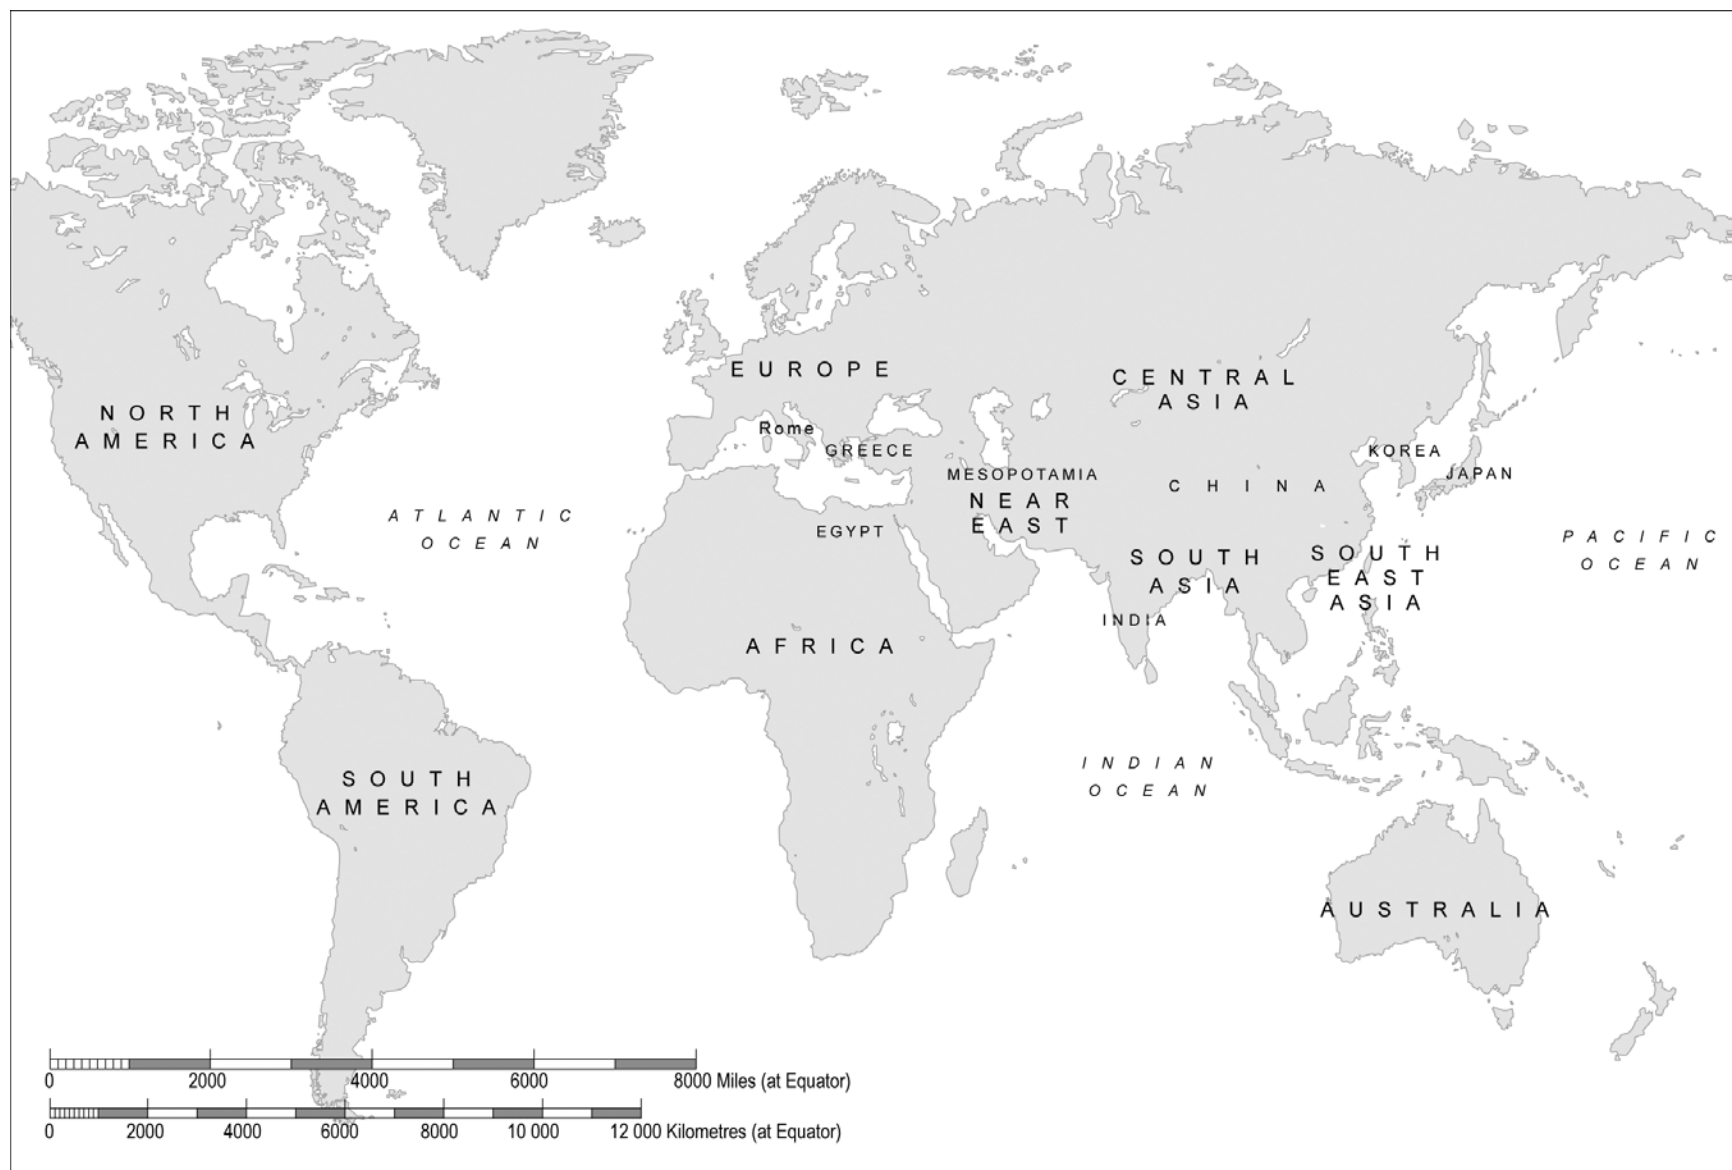 EUROPE
CENTRAL
ASIA
NORTH
AMERICA
Rome
GREECE
KOREA
JAPAN
MESOPOTAMIA
CHINA
NEAR
EAST
ATLANTIC
OCEAN
EGYPT
PACIFIC
OCEAN
SOUTH
ASIA
SOUTH
EAST
ASIA
INDIA
AFRICA
INDIAN
OCEAN
SOUTH
AMERICA
AUSTRALIA
0 2000 4000 6000 8000 Miles (at Equator)
0 2000 4000 6000 8000 10 000 12 000 Kilometres (at Equator)